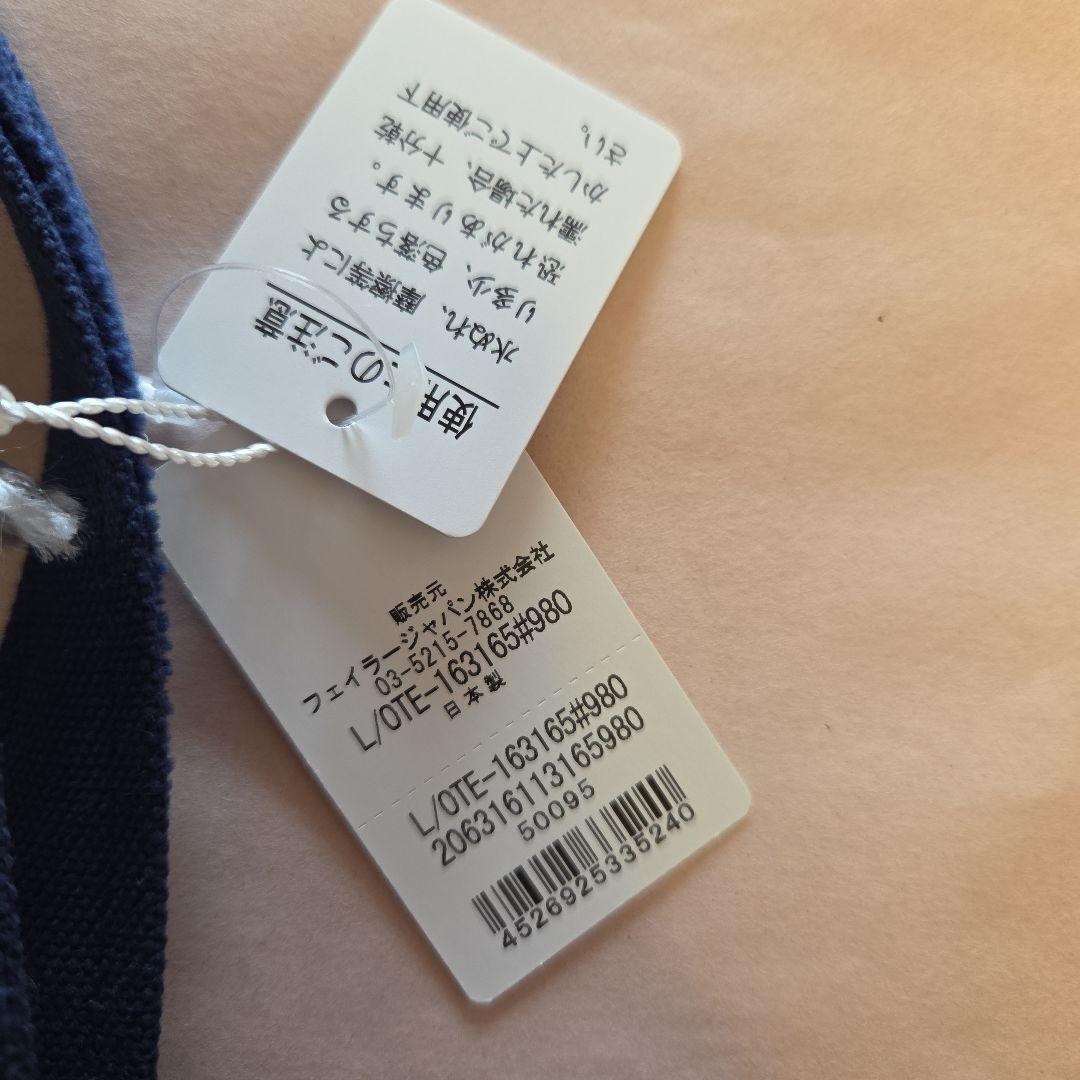 使用上のご注意
水ぬれ、摩擦等によ
り多少、色落ちする
恐れがあります。
濡れた場合、十分乾
かした上でご使用下
さい。
販売元
フェイラージャパン株式会社
03-5215-7868
L/OTE-163165#980
日本製
L/OTE-163165#980
206316113165980
50095
4526925335240